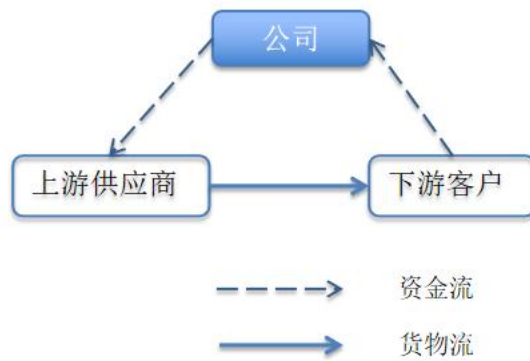 公司
上游供应商
下游客户
资金流
货物流